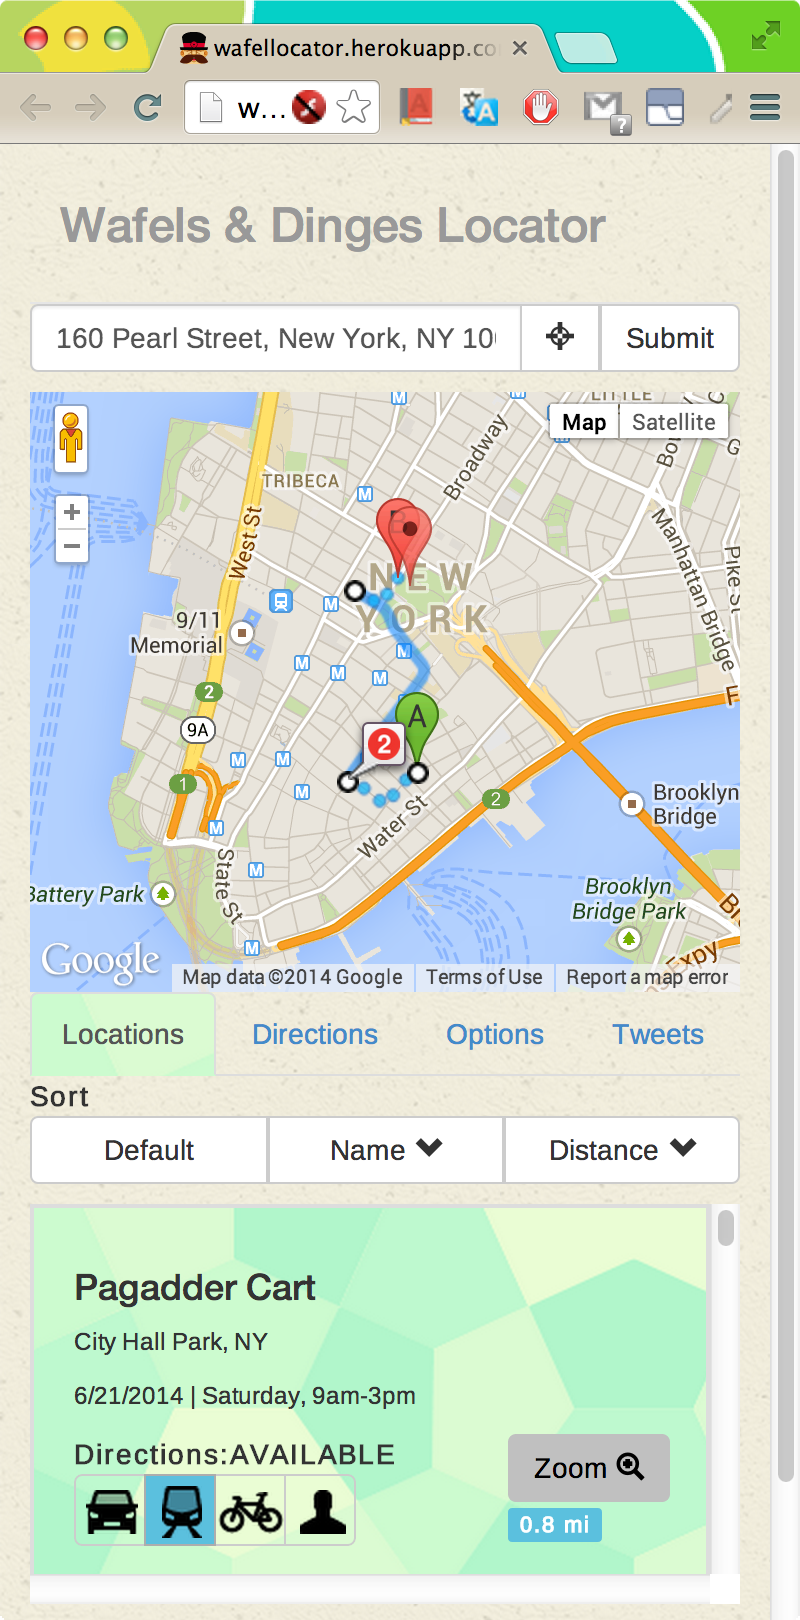 wafellocator.herokuapp.co
w...
Wafels & Dinges Locator
160 Pearl Street, New York, NY 10
Submit
Map
Satellite
LITTLE
TRIBECA
Broadway
West St
Manhattan Bridge
Pike St
NEW
YORK
9/11
Memorial
2
9A
A
2
1
2
Water St
State St
Brooklyn
Bridge
Battery Park
Brooklyn
Bridge Park
Expy
Google
Map data ©2014 Google
Terms of Use
Report a map error
Locations
Directions
Options
Tweets
Sort
Default
Name
Distance
Pagadder Cart
City Hall Park, NY
6/21/2014 | Saturday, 9am-3pm
Directions:AVAILABLE
Zoom
0.8 mi